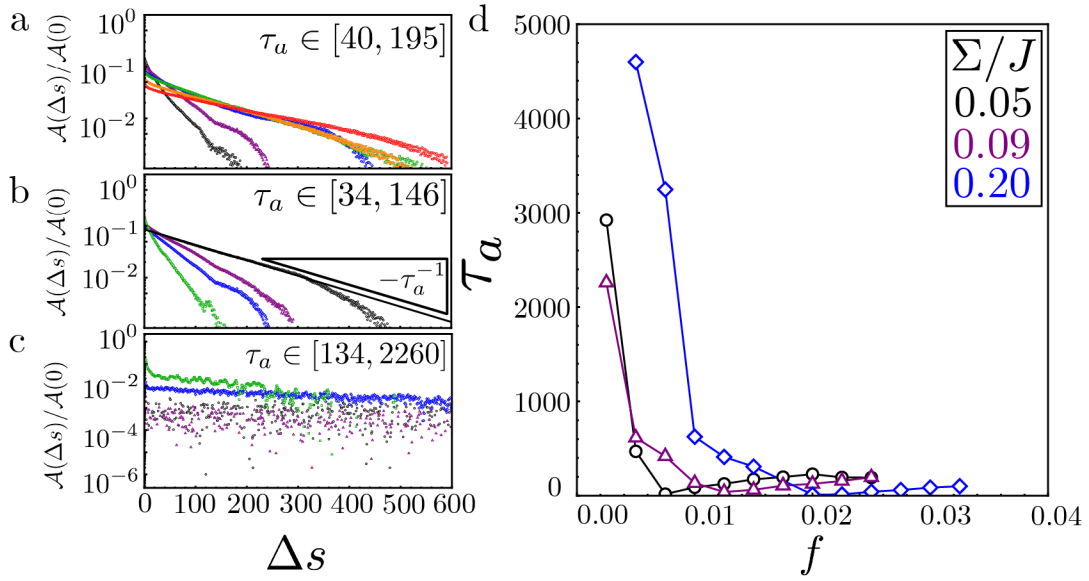 a
10^0
10^{-1}
10^{-2}
A(Δs)/A(0)
τ_a ∈ [40, 195]
b
10^0
10^{-1}
10^{-2}
A(Δs)/A(0)
τ_a ∈ [34, 146]
−τ_a^{-1}
c
10^0
10^{-2}
10^{-4}
10^{-6}
A(Δs)/A(0)
τ_a ∈ [134, 2260]
0 100 200 300 400 500 600
Δs
d
5000
4000
3000
2000
1000
0
τ_a
Σ/J
0.05
0.09
0.20
0.00 0.01 0.02 0.03 0.04
f